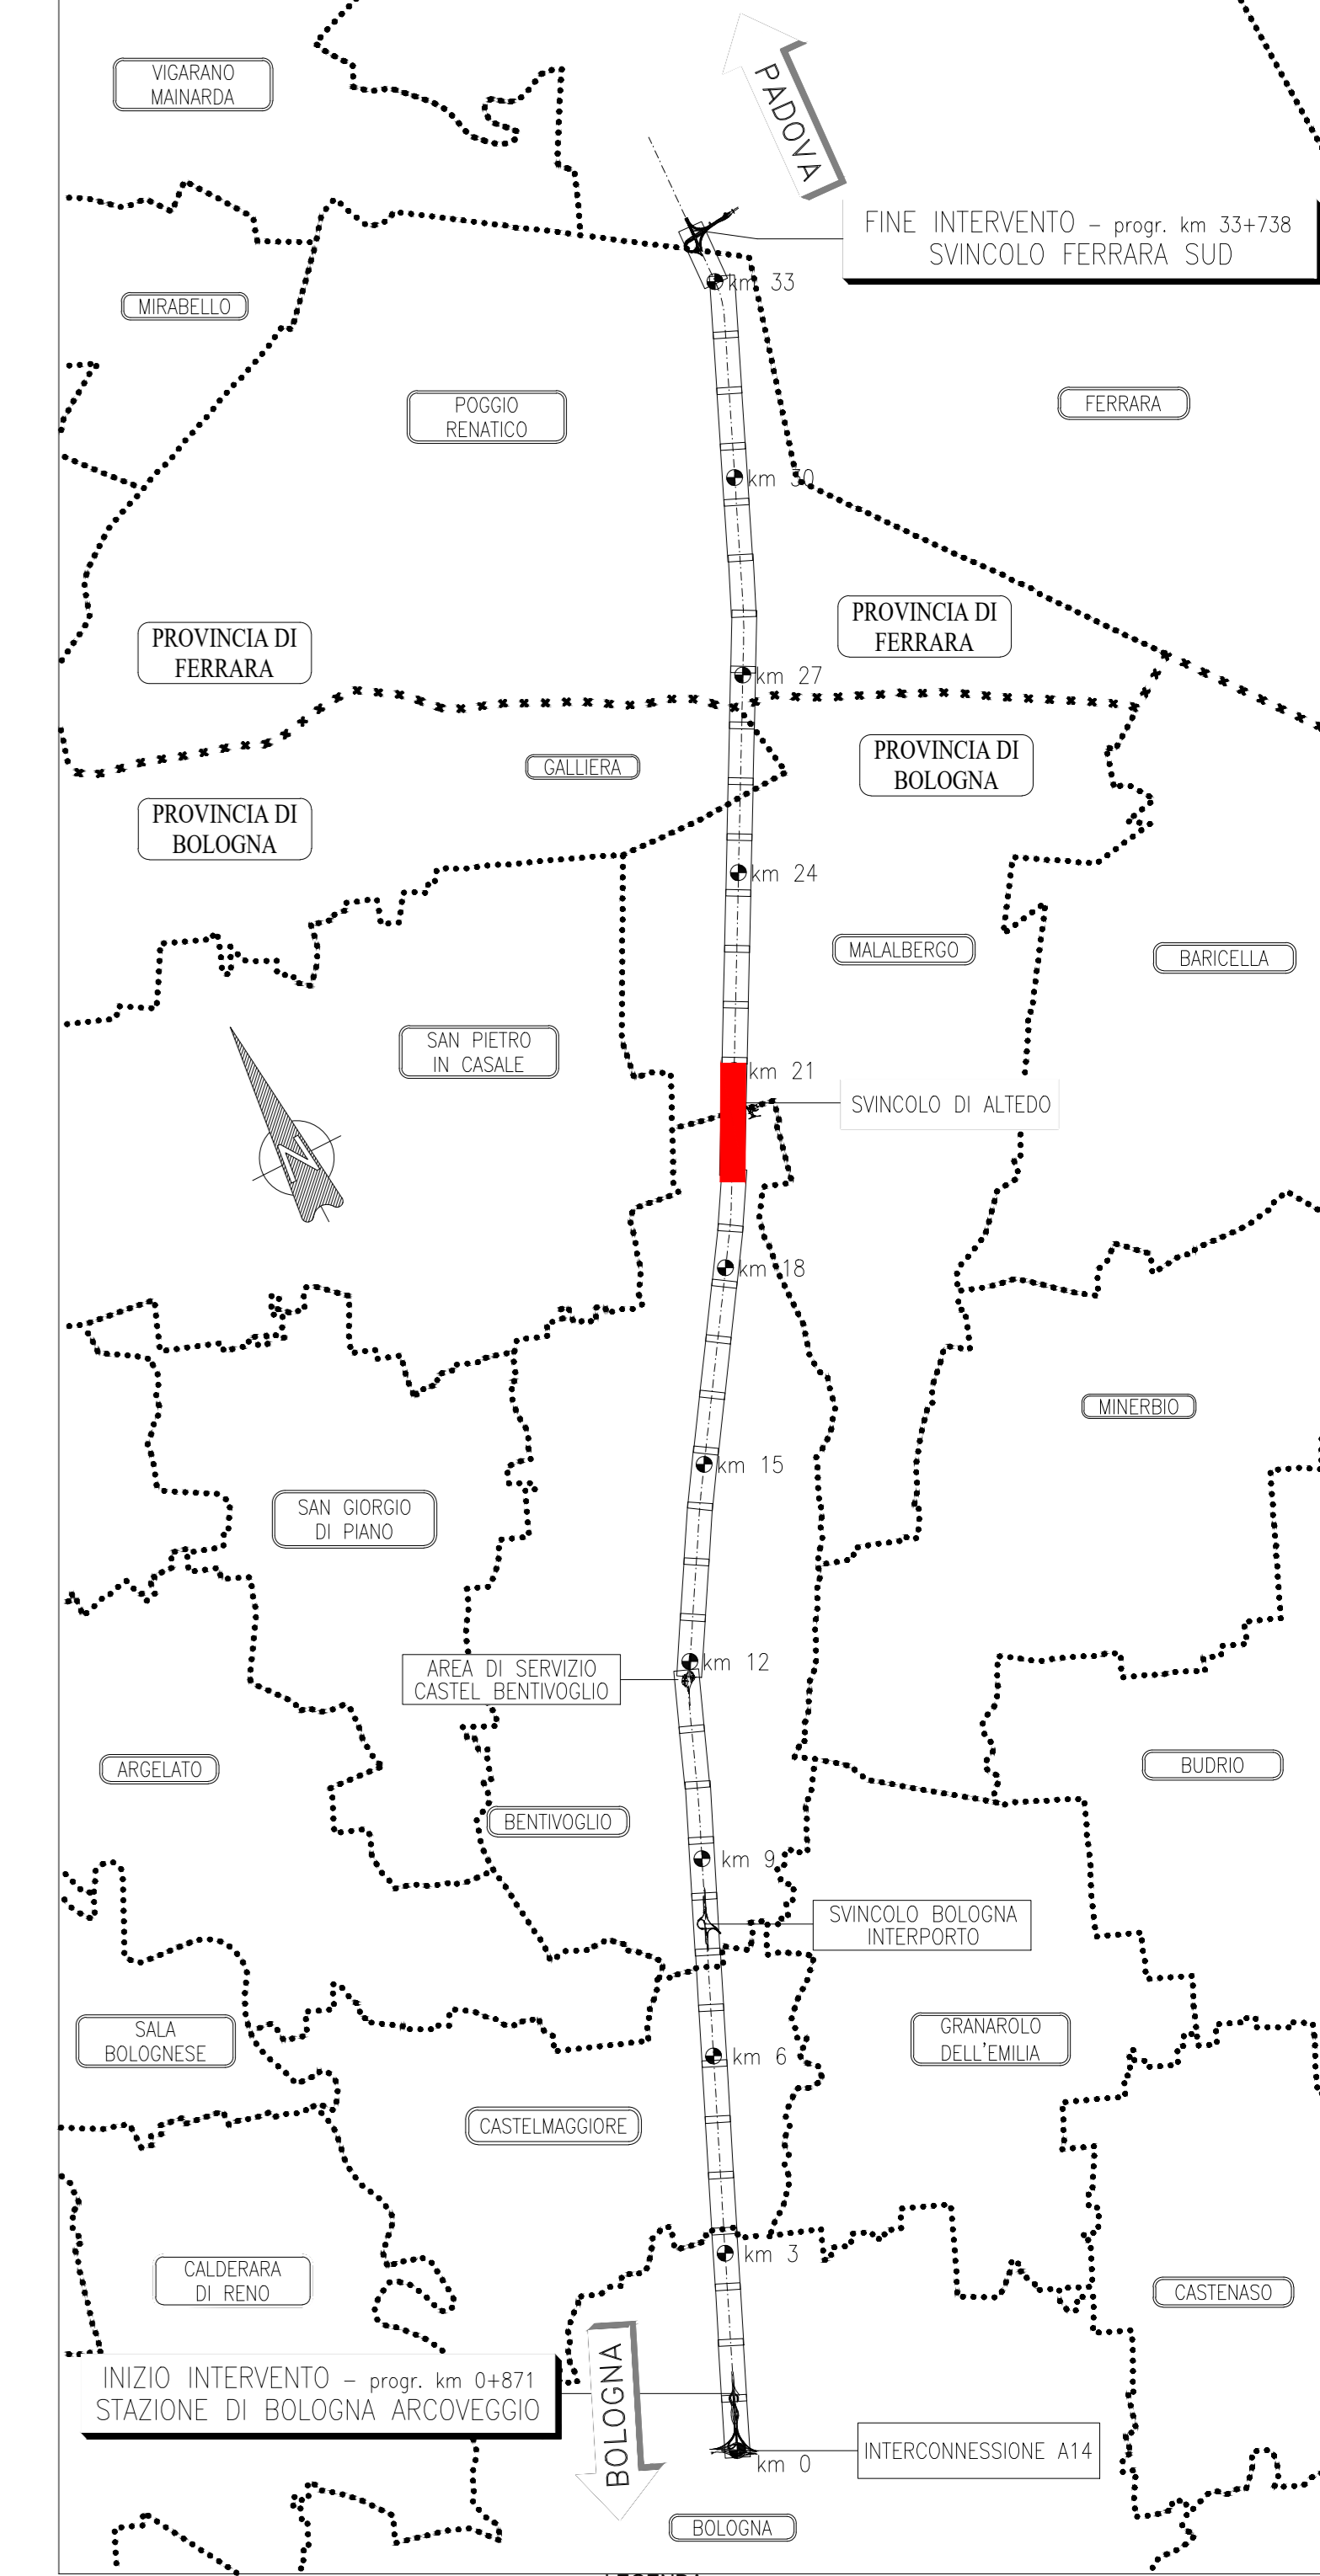 VIGARANO
MAINARDA
PADOVA
FINE INTERVENTO – progr. km 33+738
SVINCOLO FERRARA SUD
km 33
MIRABELLO
POGGIO
RENATICO
FERRARA
km 30
PROVINCIA DI
FERRARA
PROVINCIA DI
FERRARA
km 27
GALLIERA
PROVINCIA DI
BOLOGNA
PROVINCIA DI
BOLOGNA
km 24
MALALBERGO
BARICELLA
SAN PIETRO
IN CASALE
km 21
SVINCOLO DI ALTEDO
N
km 18
MINERBIO
km 15
SAN GIORGIO
DI PIANO
km 12
AREA DI SERVIZIO
CASTEL BENTIVOGLIO
ARGELATO
BUDRIO
BENTIVOGLIO
km 9
SVINCOLO BOLOGNA
INTERPORTO
SALA
BOLOGNESE
GRANAROLO
DELL'EMILIA
km 6
CASTELMAGGIORE
km 3
CALDERARA
DI RENO
CASTENASO
INIZIO INTERVENTO – progr. km 0+871
STAZIONE DI BOLOGNA ARCOVEGGIO
BOLOGNA
INTERCONNESSIONE A14
km 0
BOLOGNA